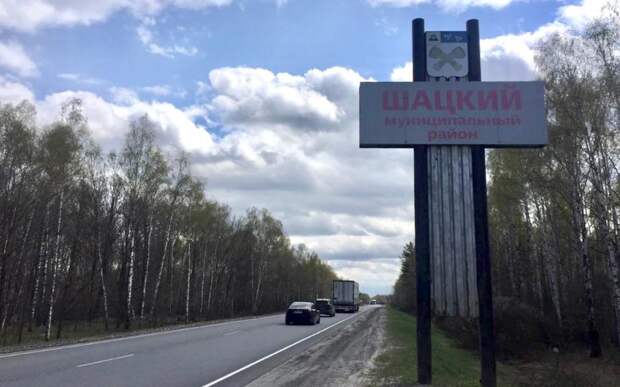 ШАЦКИЙ
муниципальный
район